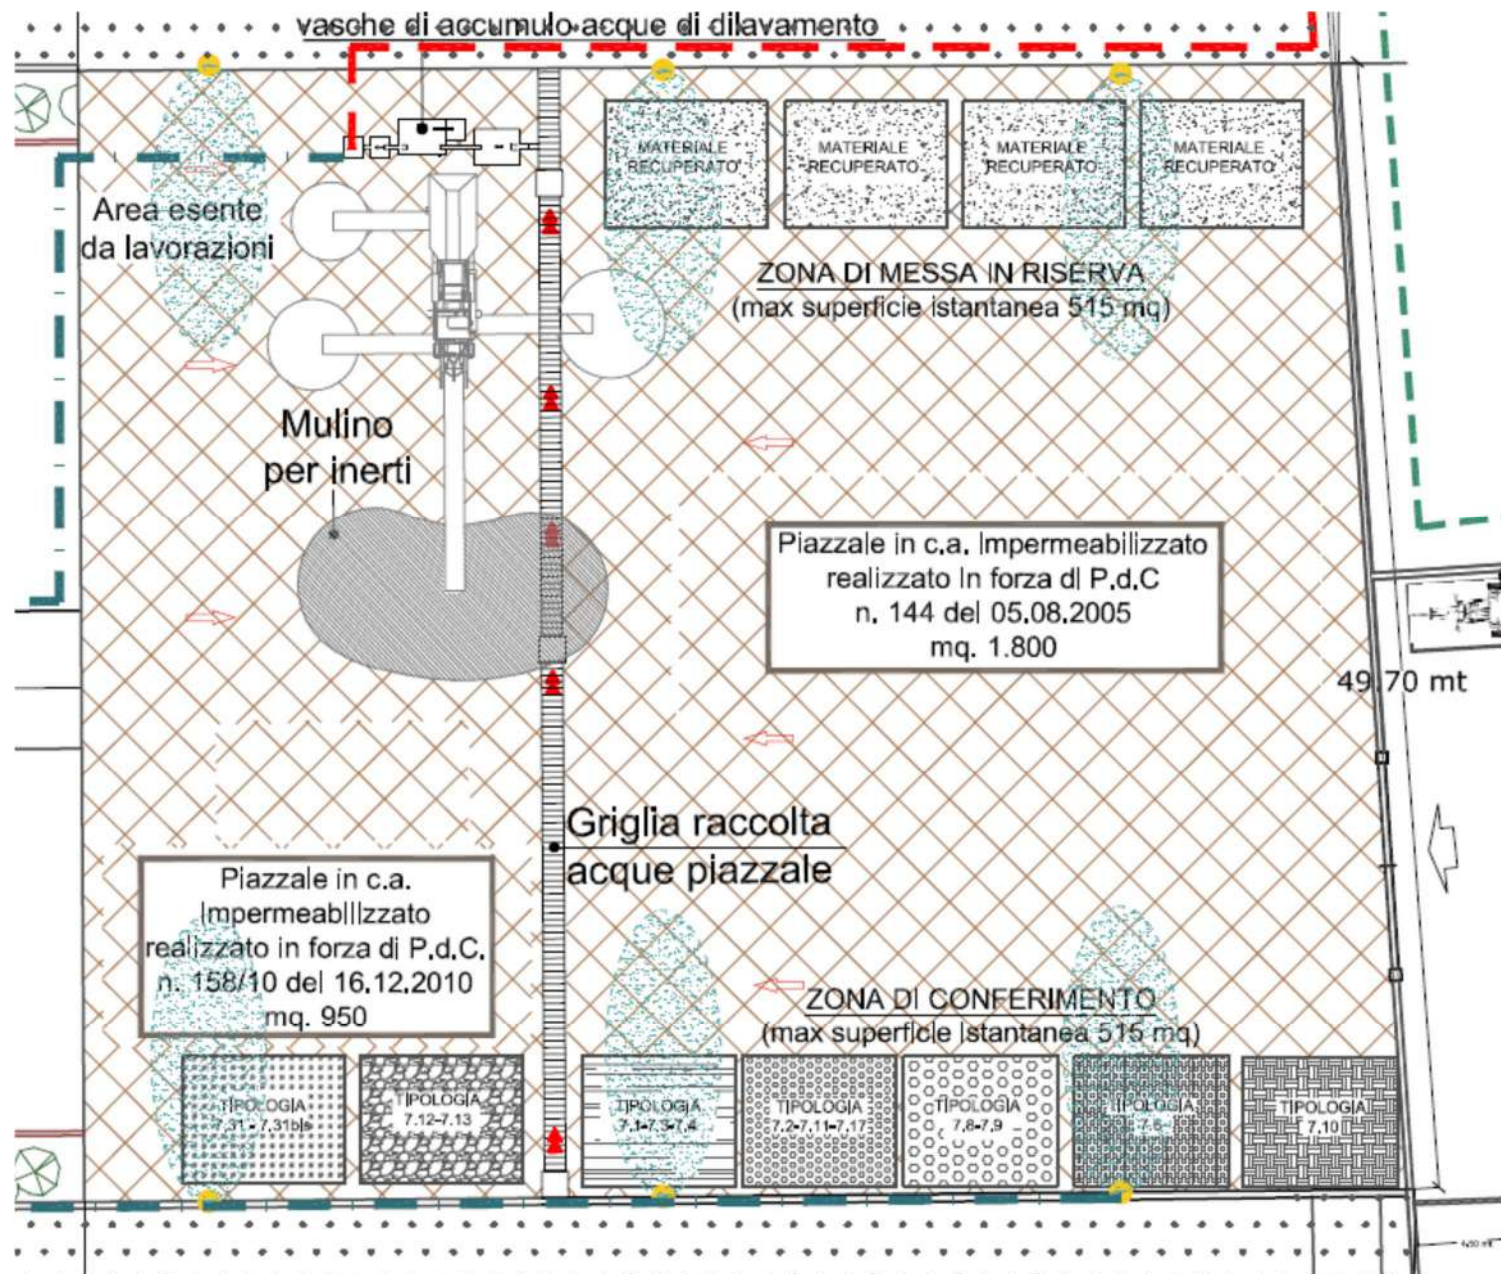 vasche di accumulo acque di dilavamento
MATERIALE
RECUPERATO
MATERIALE
RECUPERATO
MATERIALE
RECUPERATO
MATERIALE
RECUPERATO
Area esente
da lavorazioni
ZONA DI MESSA IN RISERVA
(max superficie istantanea 515 mq)
Mulino
per inerti
Piazzale in c.a. Impermeabilizzato
realizzato in forza di P.d.C
n. 144 del 05.08.2005
mq. 1.800
49.70 mt
Griglia raccolta
acque piazzale
Piazzale in c.a.
Impermeabilizzato
realizzato in forza di P.d.C.
n. 158/10 del 16.12.2010
mq. 950
ZONA DI CONFERIMENTO
(max superficie istantanea 515 mq)
TIPOLOGIA
7.31 - 7.31bis
TIPOLOGIA
7.12-7.13
TIPOLOGIA
7.1-7.3-7.4
TIPOLOGIA
7.2-7.11-7.17
TIPOLOGIA
7.8-7.9
TIPOLOGIA
7.6
TIPOLOGIA
7.10